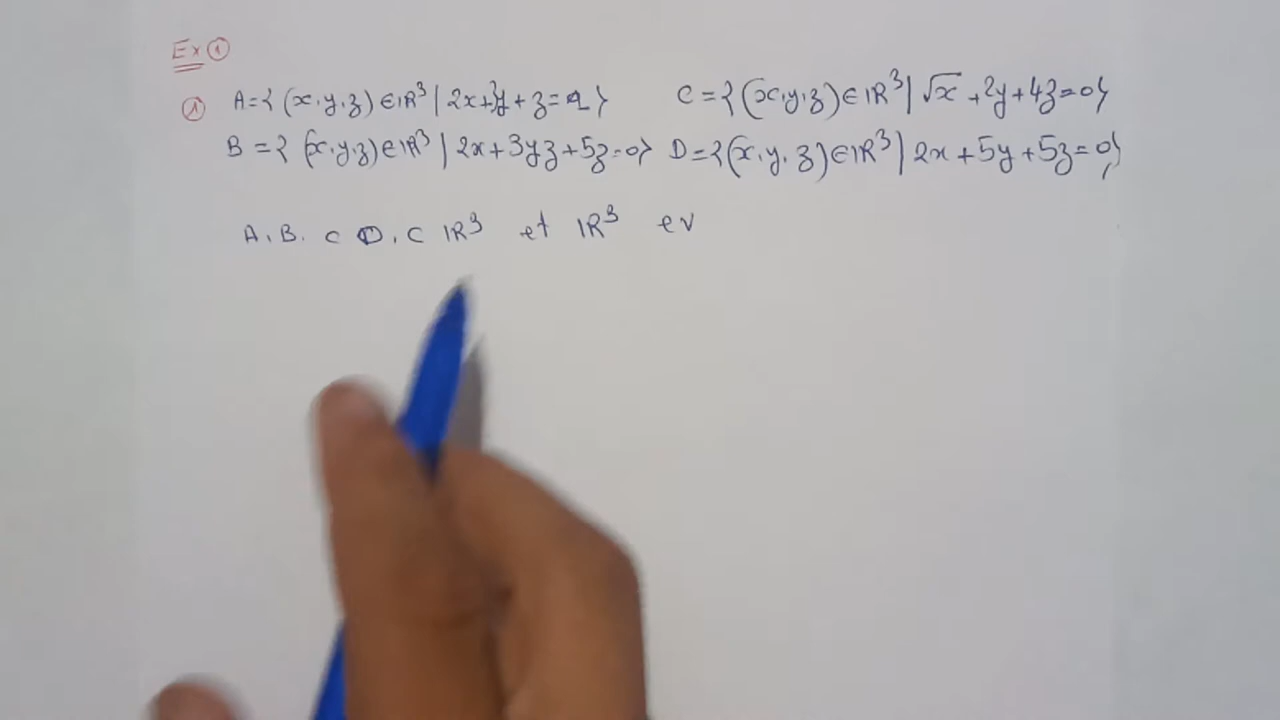 Ex ①
① A={ (x,y,z) ∈ ℝ³ | 2x+3y+z=1 } C={ (x,y,z) ∈ ℝ³ | √x +2y+4z=0 }
B={ (x,y,z) ∈ ℝ³ | 2x+3yz+5z=0 } D={ (x,y,z) ∈ ℝ³ | 2x+5y+5z=0 },
A, B. C D, ⊂ ℝ³ et ℝ³ ev